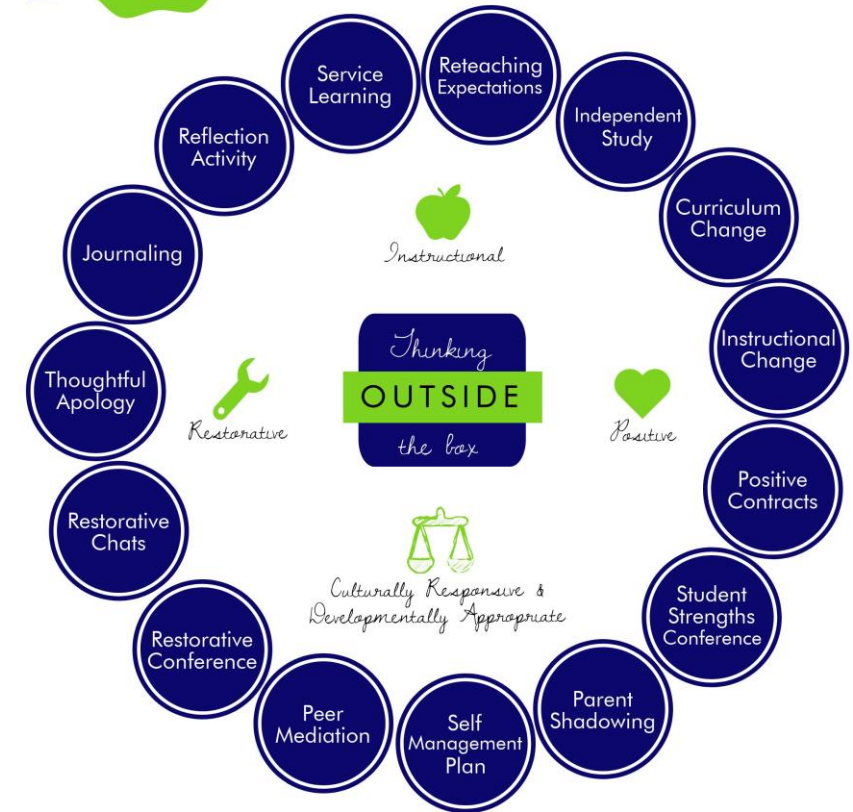 Service
Learning
Reteaching
Expectations
Independent
Study
Curriculum
Change
Instructional
Change
Positive
Contracts
Student
Strengths
Conference
Parent
Shadowing
Self
Management
Plan
Peer
Mediation
Restorative
Conference
Restorative
Chats
Thoughtful
Apology
Journaling
Reflection
Activity
Instructional
Restorative
Thinking
OUTSIDE
the box
Positive
Culturally Responsive &
Developmentally Appropriate